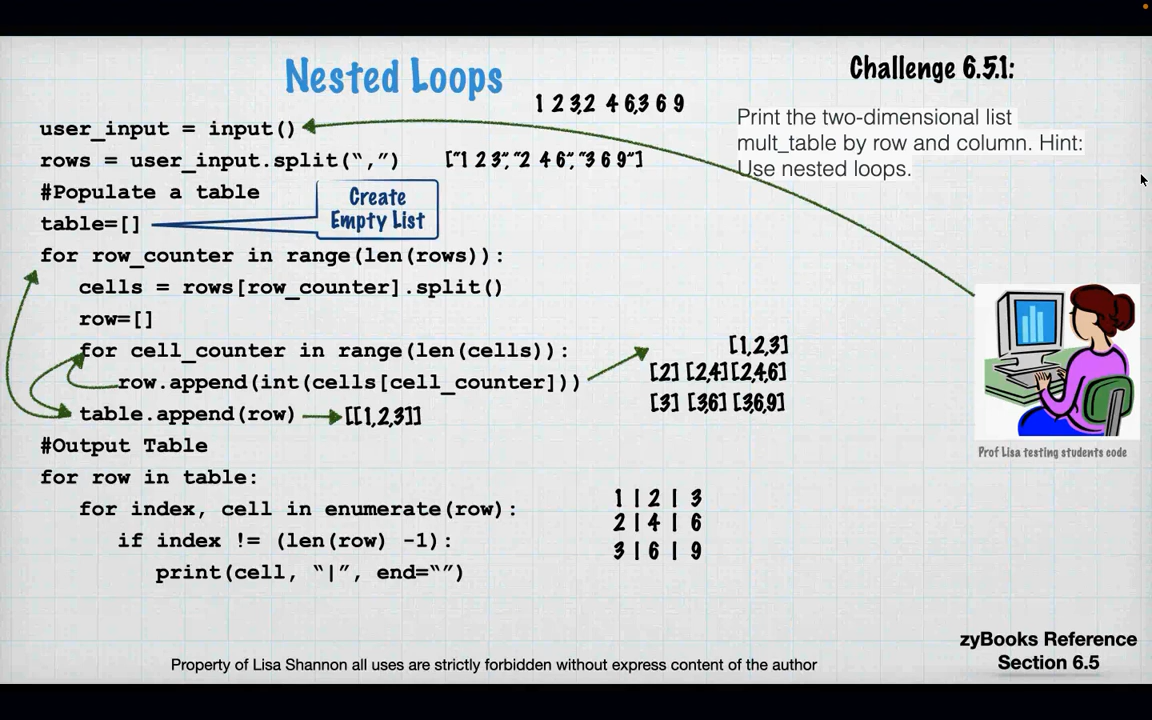 Nested Loops
Challenge 6.5.1:
1 2 3,2 4 6,3 6 9
Print the two-dimensional list
mult_table by row and column. Hint:
Use nested loops.
user_input = input()
rows = user_input.split(“,”)
["1 2 3","2 4 6","3 6 9"]
#Populate a table
Create
Empty List
table=[]
for row_counter in range(len(rows)):
cells = rows[row_counter].split()
row=[]
for cell_counter in range(len(cells)):
[1,2,3]
row.append(int(cells[cell_counter]))
[2] [2,4][2,4,6]
[3] [3,6] [3,6,9]
table.append(row)
[[1,2,3]]
#Output Table
Prof Lisa testing students code
for row in table:
for index, cell in enumerate(row):
if index != (len(row) -1):
print(cell, “|”, end=“”)
1 | 2 | 3
2 | 4 | 6
3 | 6 | 9
zyBooks Reference
Section 6.5
Property of Lisa Shannon all uses are strictly forbidden without express content of the author